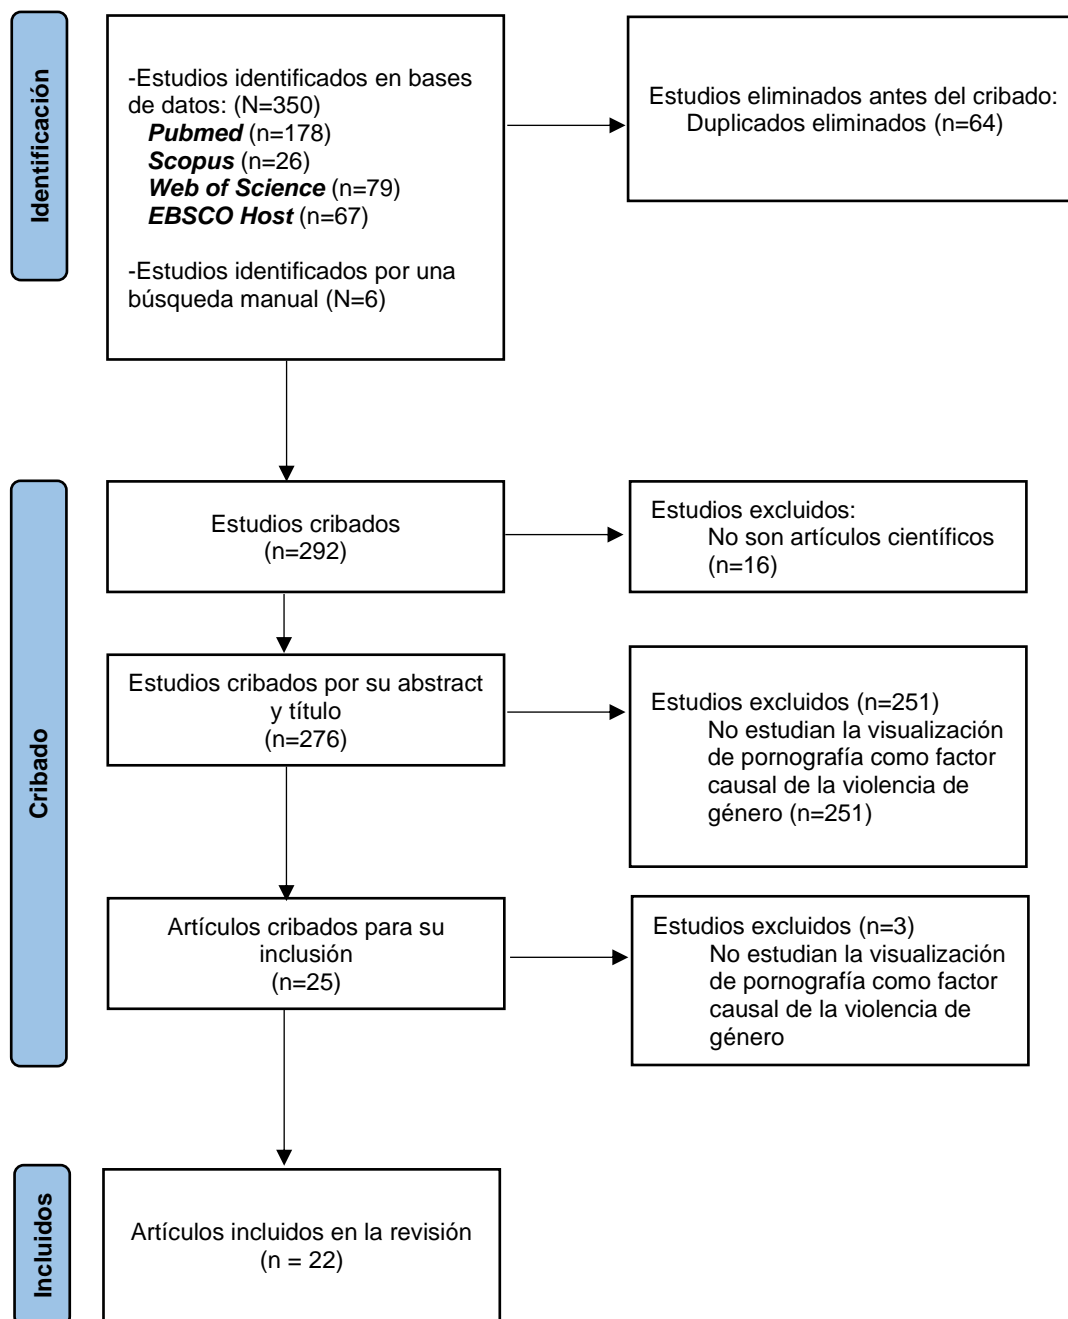 Identificación
-Estudios identificados en bases
de datos: (N=350)
Pubmed (n=178)
Scopus (n=26)
Web of Science (n=79)
EBSCO Host (n=67)
-Estudios identificados por una
búsqueda manual (N=6)
Estudios eliminados antes del cribado:
Duplicados eliminados (n=64)
Cribado
Estudios cribados
(n=292)
Estudios excluidos:
No son artículos científicos
(n=16)
Estudios cribados por su abstract
y título
(n=276)
Estudios excluidos (n=251)
No estudian la visualización
de pornografía como factor
causal de la violencia de
género (n=251)
Artículos cribados para su
inclusión
(n=25)
Estudios excluidos (n=3)
No estudian la visualización
de pornografía como factor
causal de la violencia de
género
Incluidos
Artículos incluidos en la revisión
(n = 22)